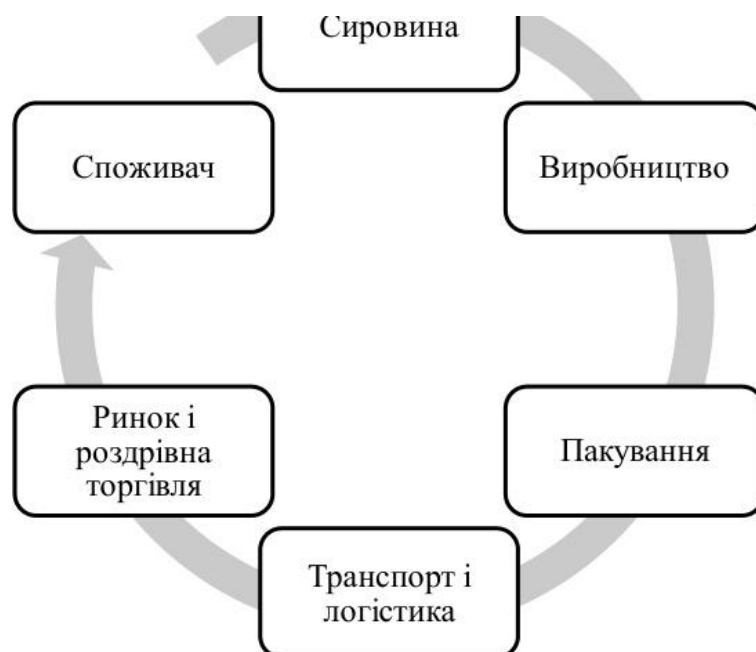 Сировина
Виробництво
Пакування
Транспорт і
логістика
Ринок і
роздрівна
торгівля
Споживач